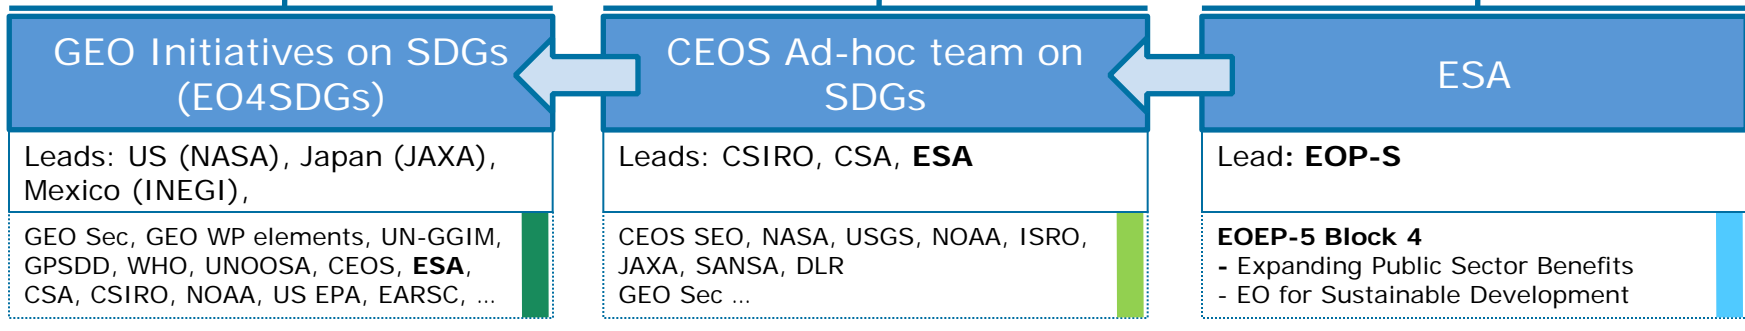 GEO Initiatives on SDGs
(EO4SDGs)
Leads: US (NASA), Japan (JAXA),
Mexico (INEGI),
GEO Sec, GEO WP elements, UN-GGIM,
GPSDD, WHO, UNOOSA, CEOS, ESA,
CSA, CSIRO, NOAA, US EPA, EARSC, ...
CEOS Ad-hoc team on
SDGs
Leads: CSIRO, CSA, ESA
CEOS SEO, NASA, USGS, NOAA, ISRO,
JAXA, SANSA, DLR
GEO Sec ...
ESA
Lead: EOP-S
EOEP-5 Block 4
- Expanding Public Sector Benefits
- EO for Sustainable Development